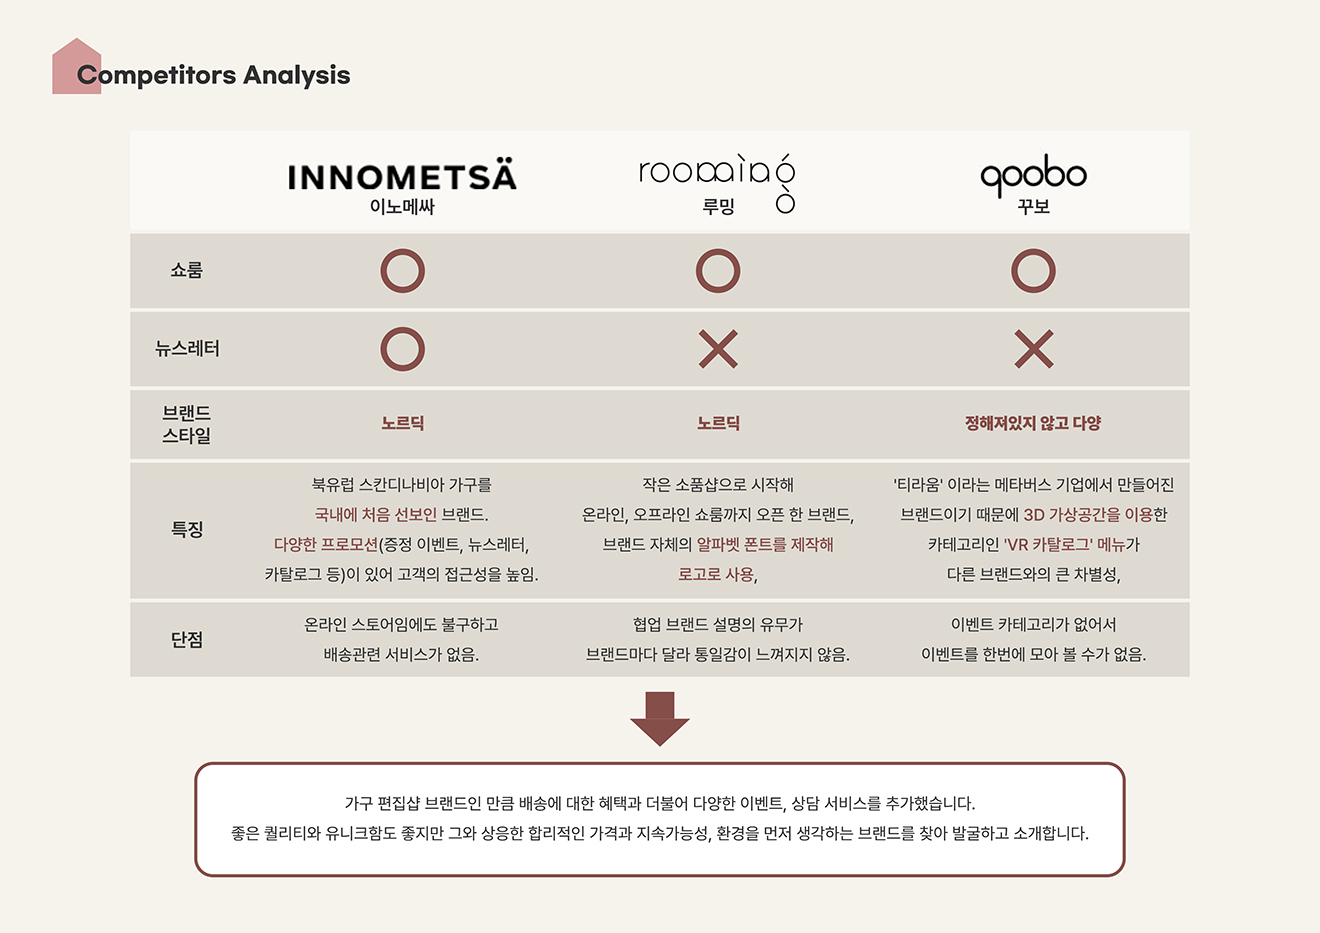 Competitors Analysis
INNOMETSÄ
이노메싸
rooming
루밍
qoobo
꾸보
쇼룸
뉴스레터
브랜드
스타일
노르딕
노르딕
정해져있지 않고 다양
특징
북유럽 스칸디나비아 가구를
국내에 처음 선보인 브랜드.
다양한 프로모션(증정 이벤트, 뉴스레터,
카탈로그 등)이 있어 고객의 접근성을 높임.
작은 소품샵으로 시작해
온라인, 오프라인 쇼룸까지 오픈 한 브랜드,
브랜드 자체의 알파벳 폰트를 제작해
로고로 사용,
'티라움' 이라는 메타버스 기업에서 만들어진
브랜드이기 때문에 3D 가상공간을 이용한
카테고리인 'VR 카탈로그' 메뉴가
다른 브랜드와의 큰 차별성,
단점
온라인 스토어임에도 불구하고
배송관련 서비스가 없음.
협업 브랜드 설명의 유무가
브랜드마다 달라 통일감이 느껴지지 않음.
이벤트 카테고리가 없어서
이벤트를 한번에 모아 볼 수가 없음.
가구 편집샵 브랜드인 만큼 배송에 대한 혜택과 더불어 다양한 이벤트, 상담 서비스를 추가했습니다.
좋은 퀄리티와 유니크함도 좋지만 그와 상응한 합리적인 가격과 지속가능성, 환경을 먼저 생각하는 브랜드를 찾아 발굴하고 소개합니다.